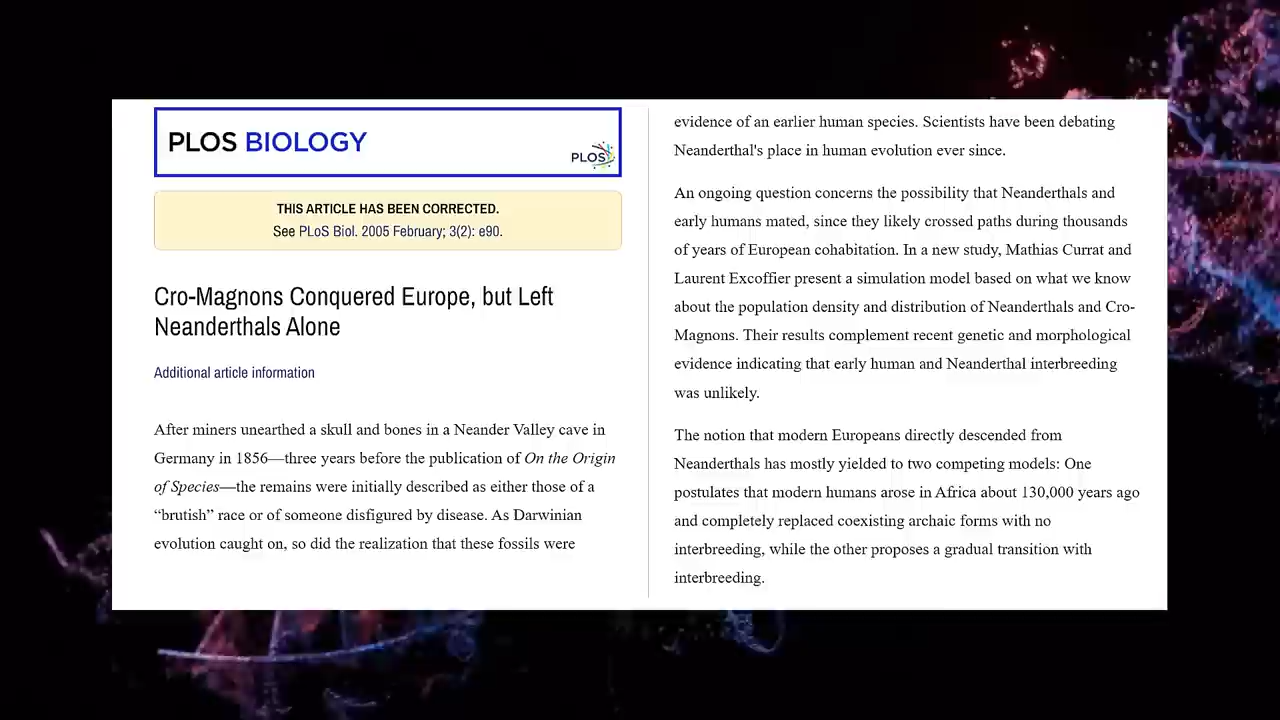 PLOS BIOLOGY
PLOS
THIS ARTICLE HAS BEEN CORRECTED.
See PLoS Biol. 2005 February; 3(2): e90.
Cro-Magnons Conquered Europe, but Left
Neanderthals Alone
Additional article information
After miners unearthed a skull and bones in a Neander Valley cave in
Germany in 1856—three years before the publication of On the Origin
of Species—the remains were initially described as either those of a
“brutish” race or of someone disfigured by disease. As Darwinian
evolution caught on, so did the realization that these fossils were
evidence of an earlier human species. Scientists have been debating
Neanderthal's place in human evolution ever since.
An ongoing question concerns the possibility that Neanderthals and
early humans mated, since they likely crossed paths during thousands
of years of European cohabitation. In a new study, Mathias Currat and
Laurent Excoffier present a simulation model based on what we know
about the population density and distribution of Neanderthals and Cro-
Magnons. Their results complement recent genetic and morphological
evidence indicating that early human and Neanderthal interbreeding
was unlikely.
The notion that modern Europeans directly descended from
Neanderthals has mostly yielded to two competing models: One
postulates that modern humans arose in Africa about 130,000 years ago
and completely replaced coexisting archaic forms with no
interbreeding, while the other proposes a gradual transition with
interbreeding.